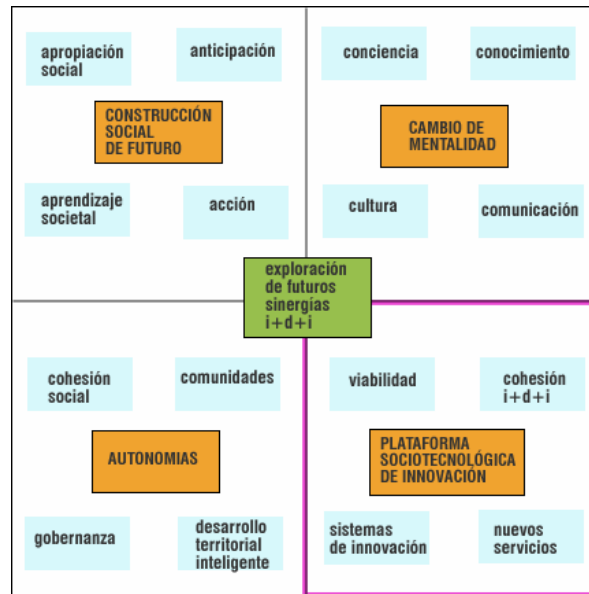 apropiación
social
anticipación
CONSTRUCCIÓN
SOCIAL
DE FUTURO
aprendizaje
societal
acción
conciencia
conocimiento
CAMBIO DE
MENTALIDAD
cultura
comunicación
exploración
de futuros
sinergías
i+d+i
cohesión
social
comunidades
AUTONOMIAS
gobernanza
desarrollo
territorial
inteligente
viabilidad
cohesión
i+d+i
PLATAFORMA
SOCIOTECNOLÓGICA
DE INNOVACIÓN
sistemas
de innovación
nuevos
servicios